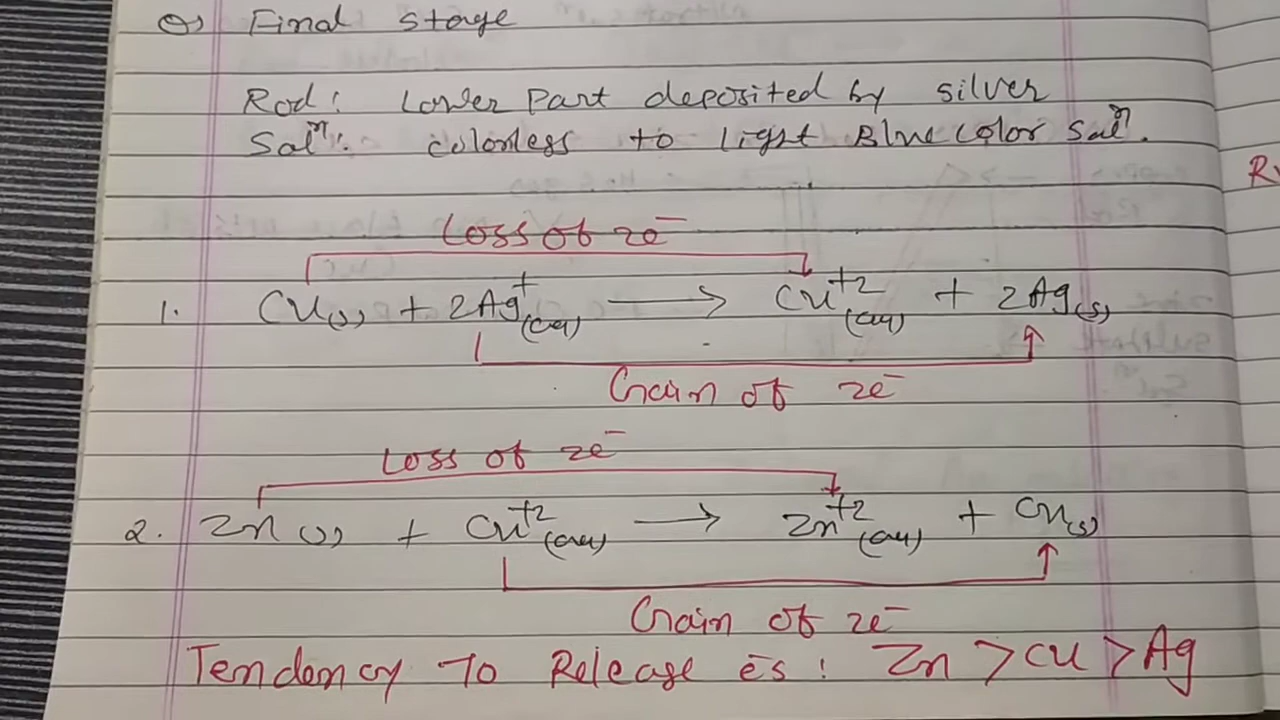 Final stage
Rod: Lower Part deposited by silver
Solⁿ: colorless to Light Blue Color Solⁿ.
Loss of 2e⁻
1. Cu(s) + 2Ag⁺(aq) ⟶ Cu⁺²(aq) + 2Ag(s)
Gain of 2e⁻
Loss of 2e⁻
2. Zn(s) + Cu⁺²(aq) ⟶ Zn⁺²(aq) + Cu(s)
Gain of 2e⁻
Tendency To Release e⁻s: Zn > Cu > Ag